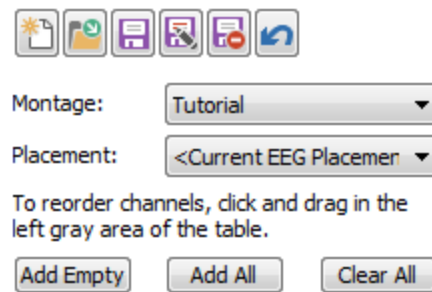 Montage: Tutorial
Placement: <Current EEG Placemen
To reorder channels, click and drag in the
left gray area of the table.
Add Empty Add All Clear All